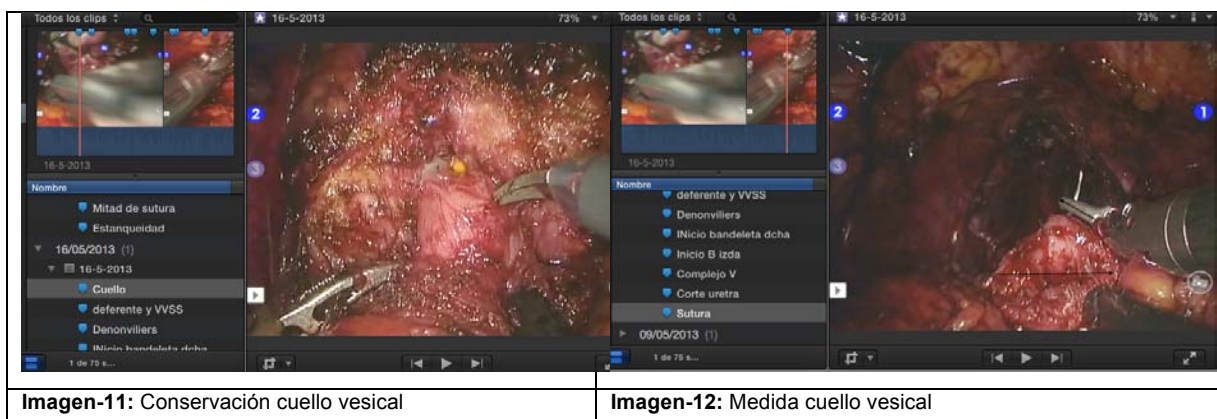 Todos los clips
16-5-2013
73%
2
3
16-5-2013
Nombre
Mitad de sutura
Estanqueidad
16/05/2013 (1)
16-5-2013
Cuello
deferente y VVSS
Denonviliers
INicio bandeleta dcha
1 de 75 s...
Todos los clips
16-5-2013
73%
2
1
3
16-5-2013
Nombre
deferente y VVSS
Denonviliers
INicio bandeleta dcha
Inicio B izda
Complejo V
Corte uretra
Sutura
09/05/2013 (1)
1 de 75 s...
Imagen-11: Conservación cuello vesical
Imagen-12: Medida cuello vesical